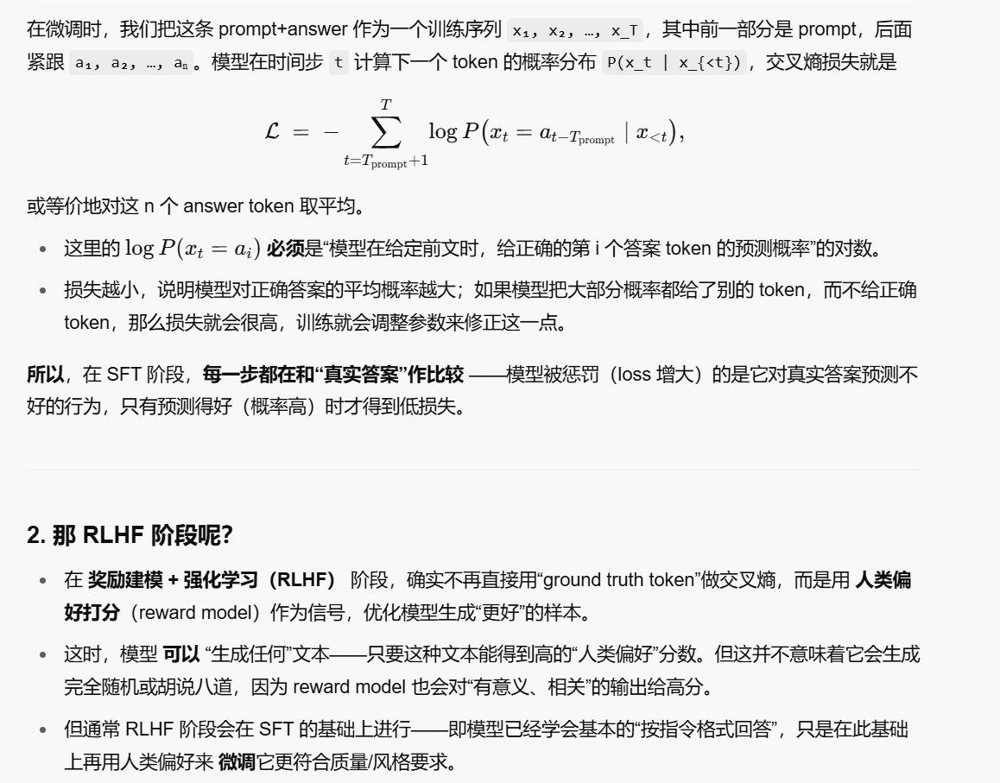 在微调时，我们把这条 prompt+answer 作为一个训练序列 x₁, x₂, …, x_T，其中前一部分是 prompt，后面
紧跟 a₁, a₂, …, aₙ。模型在时间步 t 计算下一个 token 的概率分布 P(x_t | x_{<t})，交叉熵损失就是
$$\mathcal{L} = - \sum_{t=T_{\text{prompt}}+1}^{T} \log P(x_t = a_{t-T_{\text{prompt}}} \mid x_{<t}),$$
或等价地对这 n 个 answer token 取平均。
• 这里的 log P(x_t = a_i) 必须是“模型在给定前文时，给正确的第 i 个答案 token 的预测概率”的对数。
• 损失越小，说明模型对正确答案的平均概率越大；如果模型把大部分概率都给了别的 token，而不给正确
token，那么损失就会很高，训练就会调整参数来修正这一点。
所以，在 SFT 阶段，每一步都在和“真实答案”作比较 ——模型被惩罚（loss 增大）的是它对真实答案预测不
好的行为，只有预测得好（概率高）时才得到低损失。
2. 那 RLHF 阶段呢？
• 在 奖励建模 + 强化学习（RLHF） 阶段，确实不再直接用“ground truth token”做交叉熵，而是用 人类偏
好打分（reward model）作为信号，优化模型生成“更好”的样本。
• 这时，模型 可以 “生成任何”文本——只要这种文本能得到高的“人类偏好”分数。但这并不意味着它会生成
完全随机或胡说八道，因为 reward model 也会对“有意义、相关”的输出给高分。
• 但通常 RLHF 阶段会在 SFT 的基础上进行——即模型已经学会基本的“按指令格式回答”，只是在此基础
上再用人类偏好来 微调它更符合质量/风格要求。